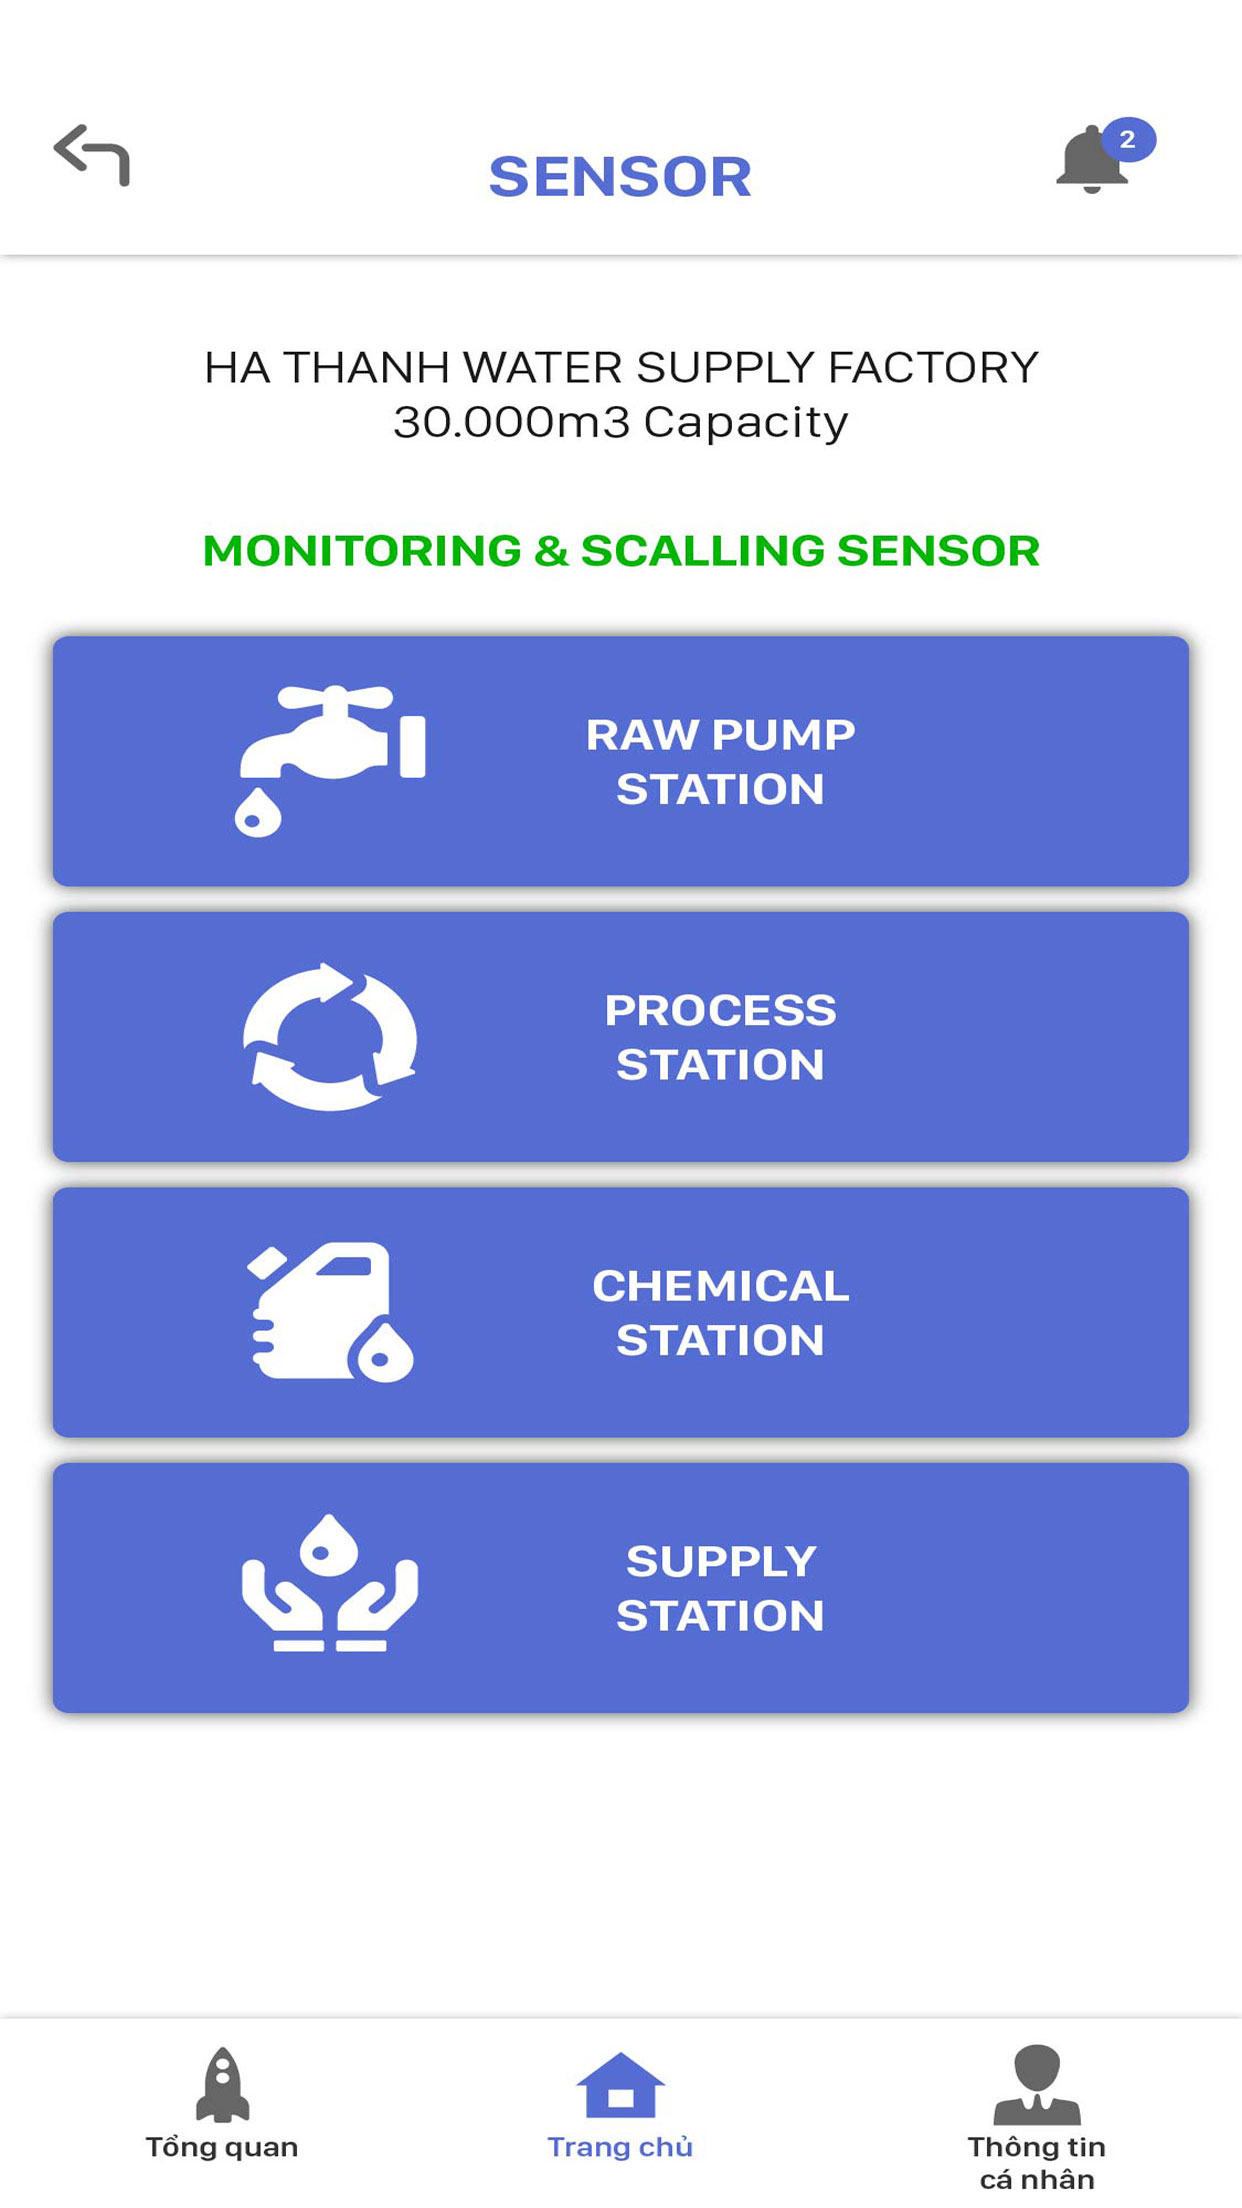 SENSOR
2
HA THANH WATER SUPPLY FACTORY
30.000m3 Capacity
MONITORING & SCALLING SENSOR
RAW PUMP
STATION
PROCESS
STATION
CHEMICAL
STATION
SUPPLY
STATION
Tổng quan
Trang chủ
Thông tin
cá nhân